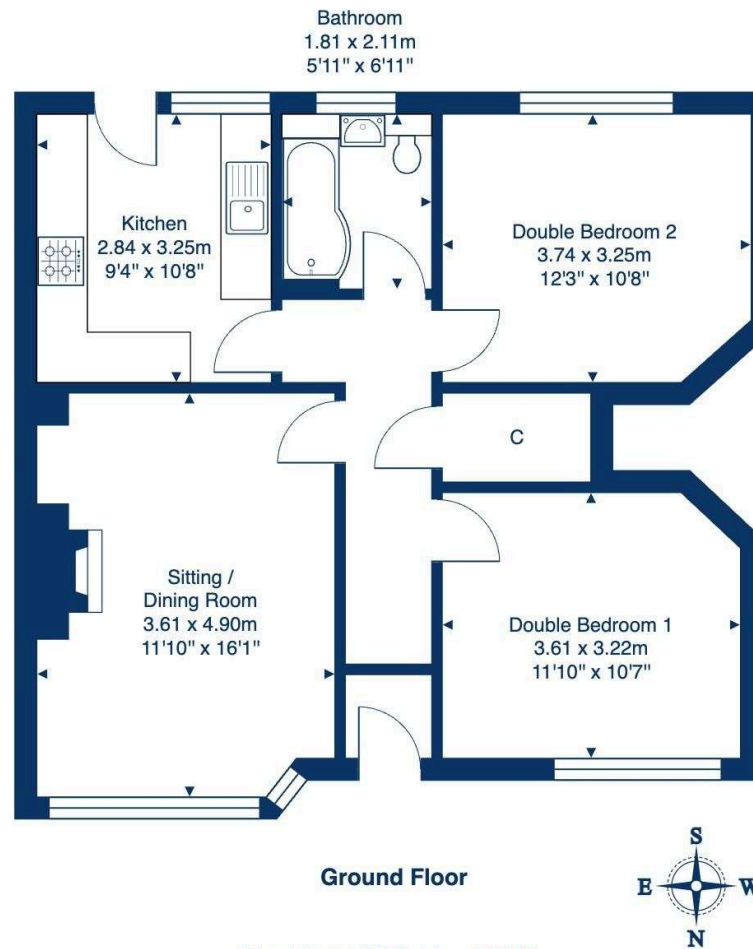 Bathroom
1.81 x 2.11m
5'11" x 6'11"
Kitchen
2.84 x 3.25m
9'4" x 10'8"
Double Bedroom 2
3.74 x 3.25m
12'3" x 10'8"
C
Sitting /
Dining Room
3.61 x 4.90m
11'10" x 16'1"
Double Bedroom 1
3.61 x 3.22m
11'10" x 10'7"
Ground Floor
S
E
W
N